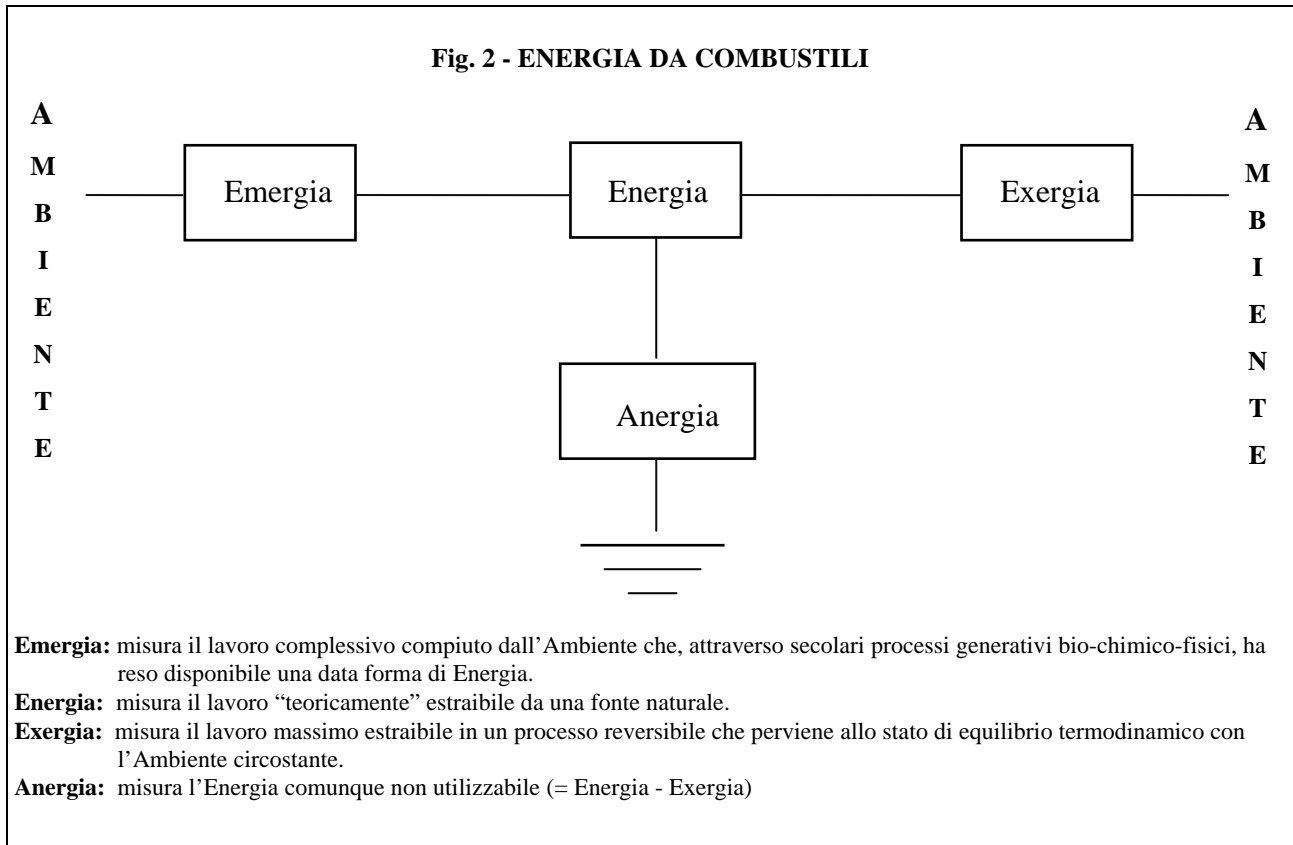 Fig. 2 - ENERGIA DA COMBUSTILI
A
M
B
I
E
N
T
E
Emergia
Energia
Exergia
Anergia
A
M
B
I
E
N
T
E
Emergia: misura il lavoro complessivo compiuto dall’Ambiente che, attraverso secolari processi generativi bio-chimico-fisici, ha
reso disponibile una data forma di Energia.
Energia: misura il lavoro “teoricamente” estraibile da una fonte naturale.
Exergia: misura il lavoro massimo estraibile in un processo reversibile che perviene allo stato di equilibrio termodinamico con
l’Ambiente circostante.
Anergia: misura l’Energia comunque non utilizzabile (= Energia - Exergia)